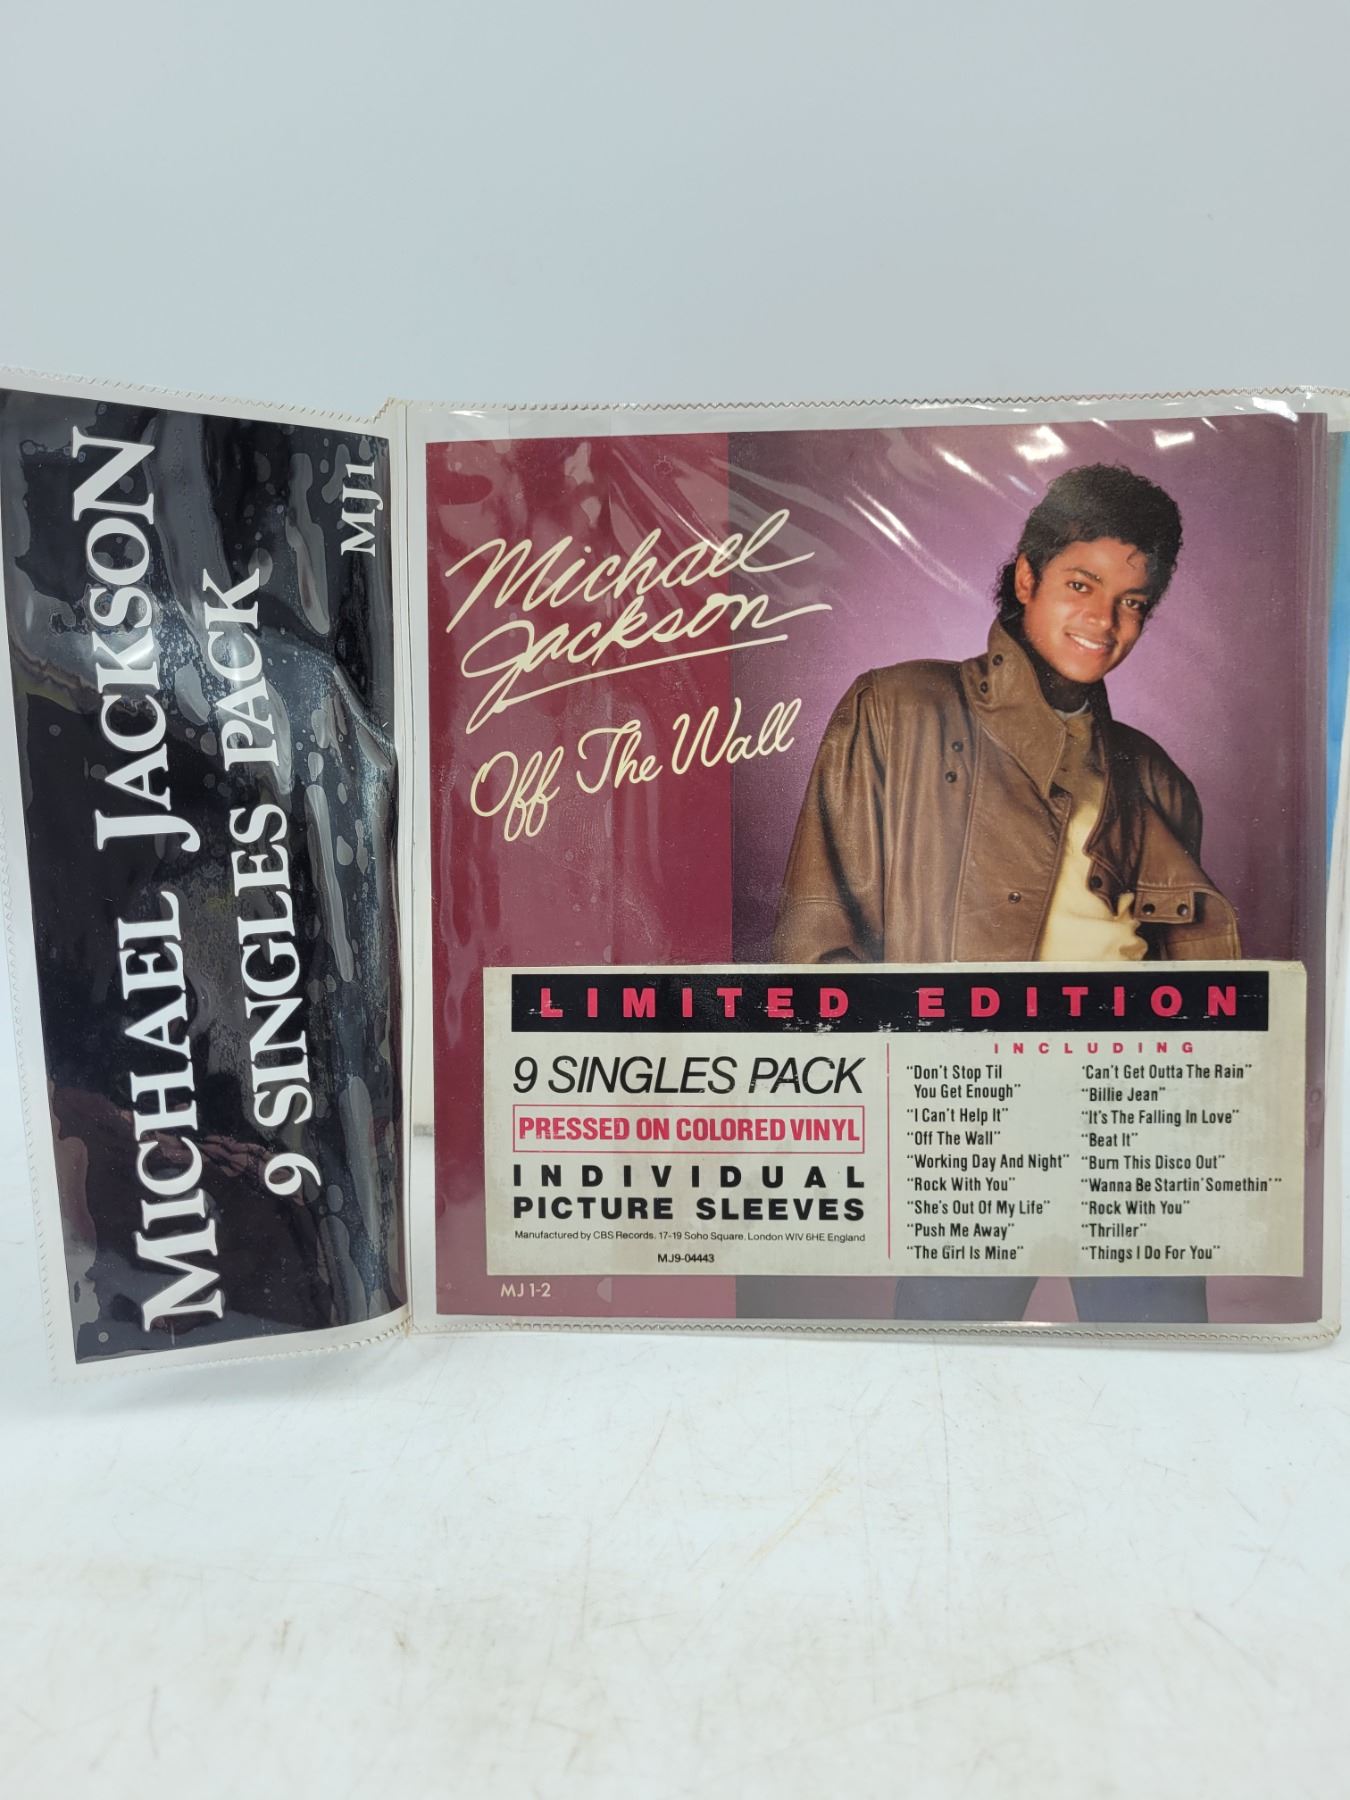 MICHAEL JACKSON
9 SINGLES PACK
MJ1
Michael
Jackson
Off The Wall
LIMITED EDITION
9 SINGLES PACK
PRESSED ON COLORED VINYL
INDIVIDUAL
PICTURE SLEEVES
Manufactured by CBS Records, 17-19 Soho Square, London WIV 6HE England
MJ9-04443
INCLUDING
"Don't Stop Til
You Get Enough"
"I Can't Help It"
"Off The Wall"
"Working Day And Night"
"Rock With You"
"She's Out Of My Life"
"Push Me Away"
"The Girl Is Mine"
'Can't Get Outta The Rain"
"Billie Jean"
"It's The Falling In Love"
"Beat It"
"Burn This Disco Out"
"Wanna Be Startin' Somethin'"
"Rock With You"
"Thriller"
"Things I Do For You"
MJ 1-2